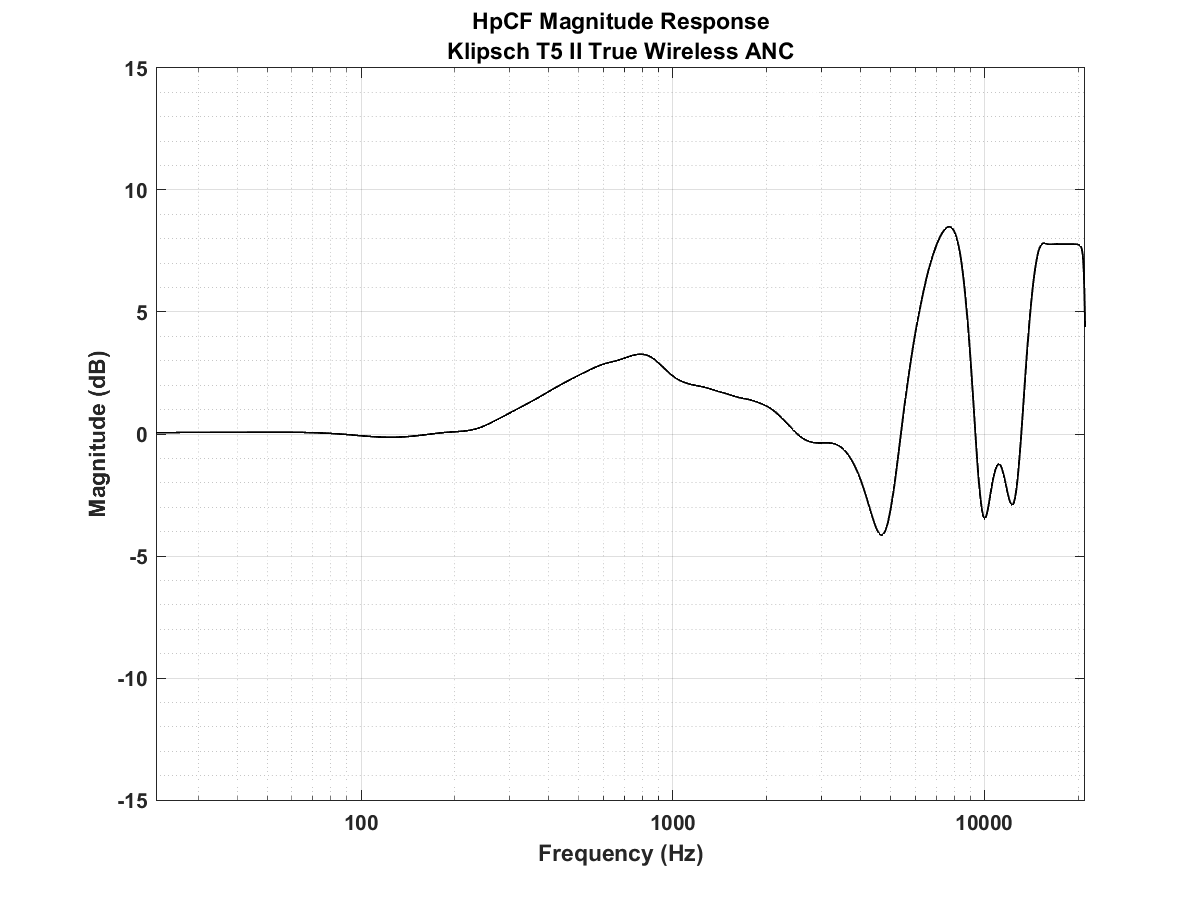 HpCF Magnitude Response
Klipsch T5 II True Wireless ANC
15
10
5
0
-5
-10
-15
Magnitude (dB)
100 1000 10000
Frequency (Hz)